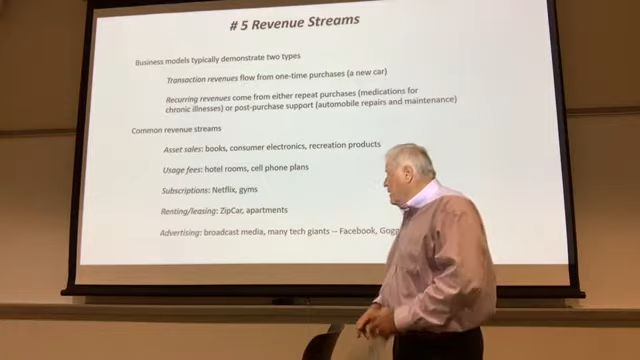 # 5 Revenue Streams
Business models typically demonstrate two types
Transaction revenues flow from one-time purchases (a new car)
Recurring revenues come from either repeat purchases (medications for
chronic illnesses) or post-purchase support (automobile repairs and maintenance)
Common revenue streams
Asset sales: books, consumer electronics, recreation products
Usage fees: hotel rooms, cell phone plans
Subscriptions: Netflix, gyms
Renting/leasing: ZipCar, apartments
Advertising: broadcast media, many tech giants -- Facebook,